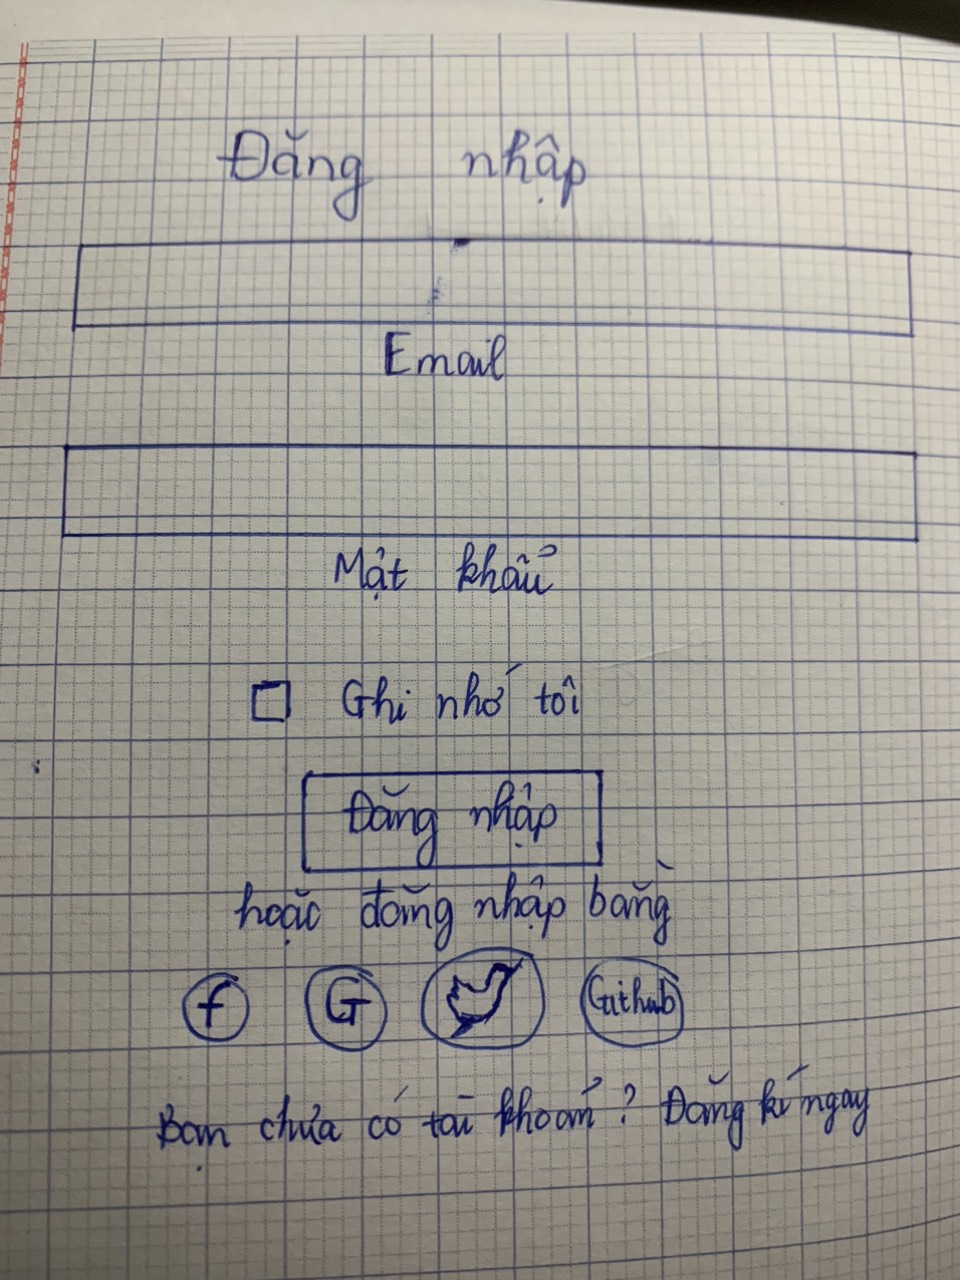 Đăng nhập
Email
Mật khẩu
Ghi nhớ tôi
Đăng nhập
hoặc đăng nhập bằng
f G Github
Bạn chưa có tài khoản? Đăng kí ngay